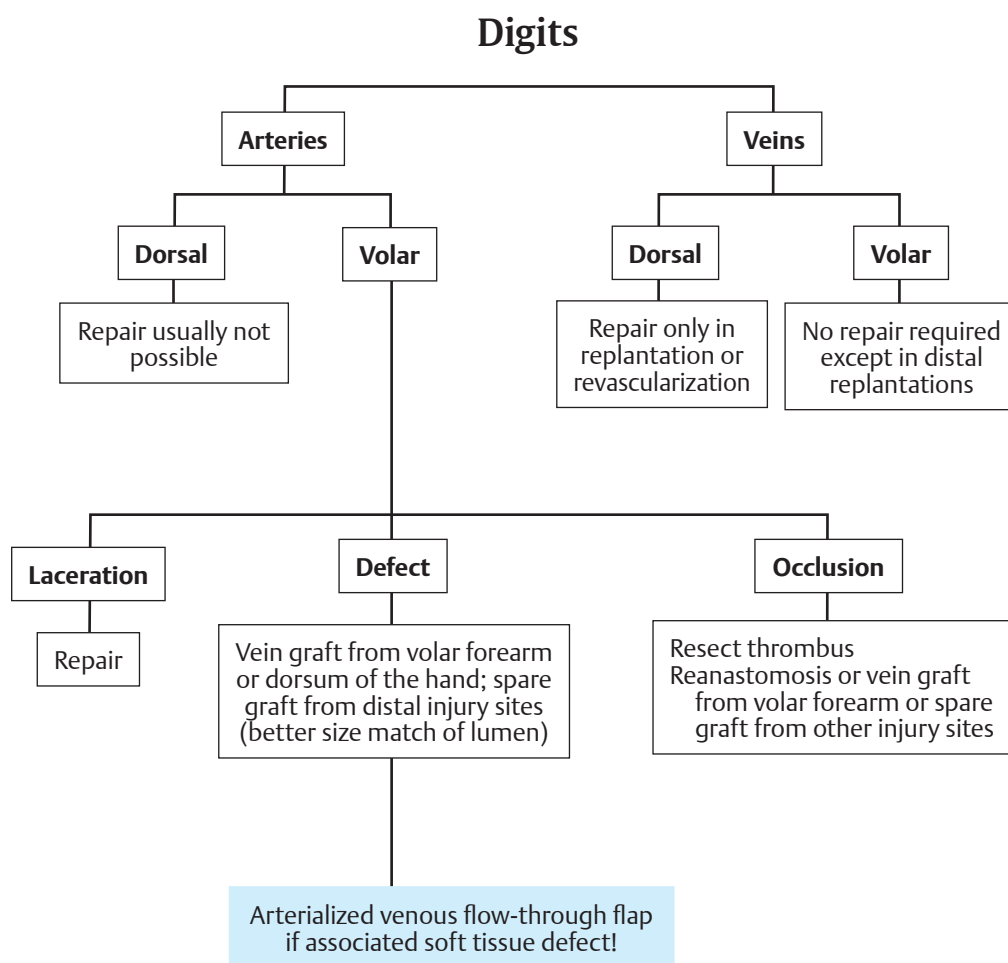 Digits
Arteries
Veins
Dorsal
Volar
Dorsal
Volar
Repair usually not
possible
Repair only in
replantation or
revascularization
No repair required
except in distal
replantations
Laceration
Defect
Occlusion
Repair
Vein graft from volar forearm
or dorsum of the hand; spare
graft from distal injury sites
(better size match of lumen)
Resect thrombus
Reanastomosis or vein graft
from volar forearm or spare
graft from other injury sites
Arterialized venous flow-through flap
if associated soft tissue defect!